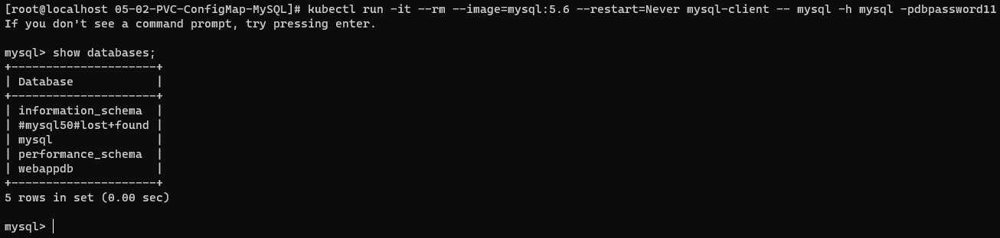 [root@localhost 05-02-PVC-ConfigMap-MySQL]# kubectl run -it --rm --image=mysql:5.6 --restart=Never mysql-client -- mysql -h mysql -pdbpassword11
If you don't see a command prompt, try pressing enter.
mysql> show databases;
+---------------------+
| Database            |
+---------------------+
| information_schema  |
| #mysql50#lost+found |
| mysql               |
| performance_schema  |
| webappdb            |
+---------------------+
5 rows in set (0.00 sec)
mysql>